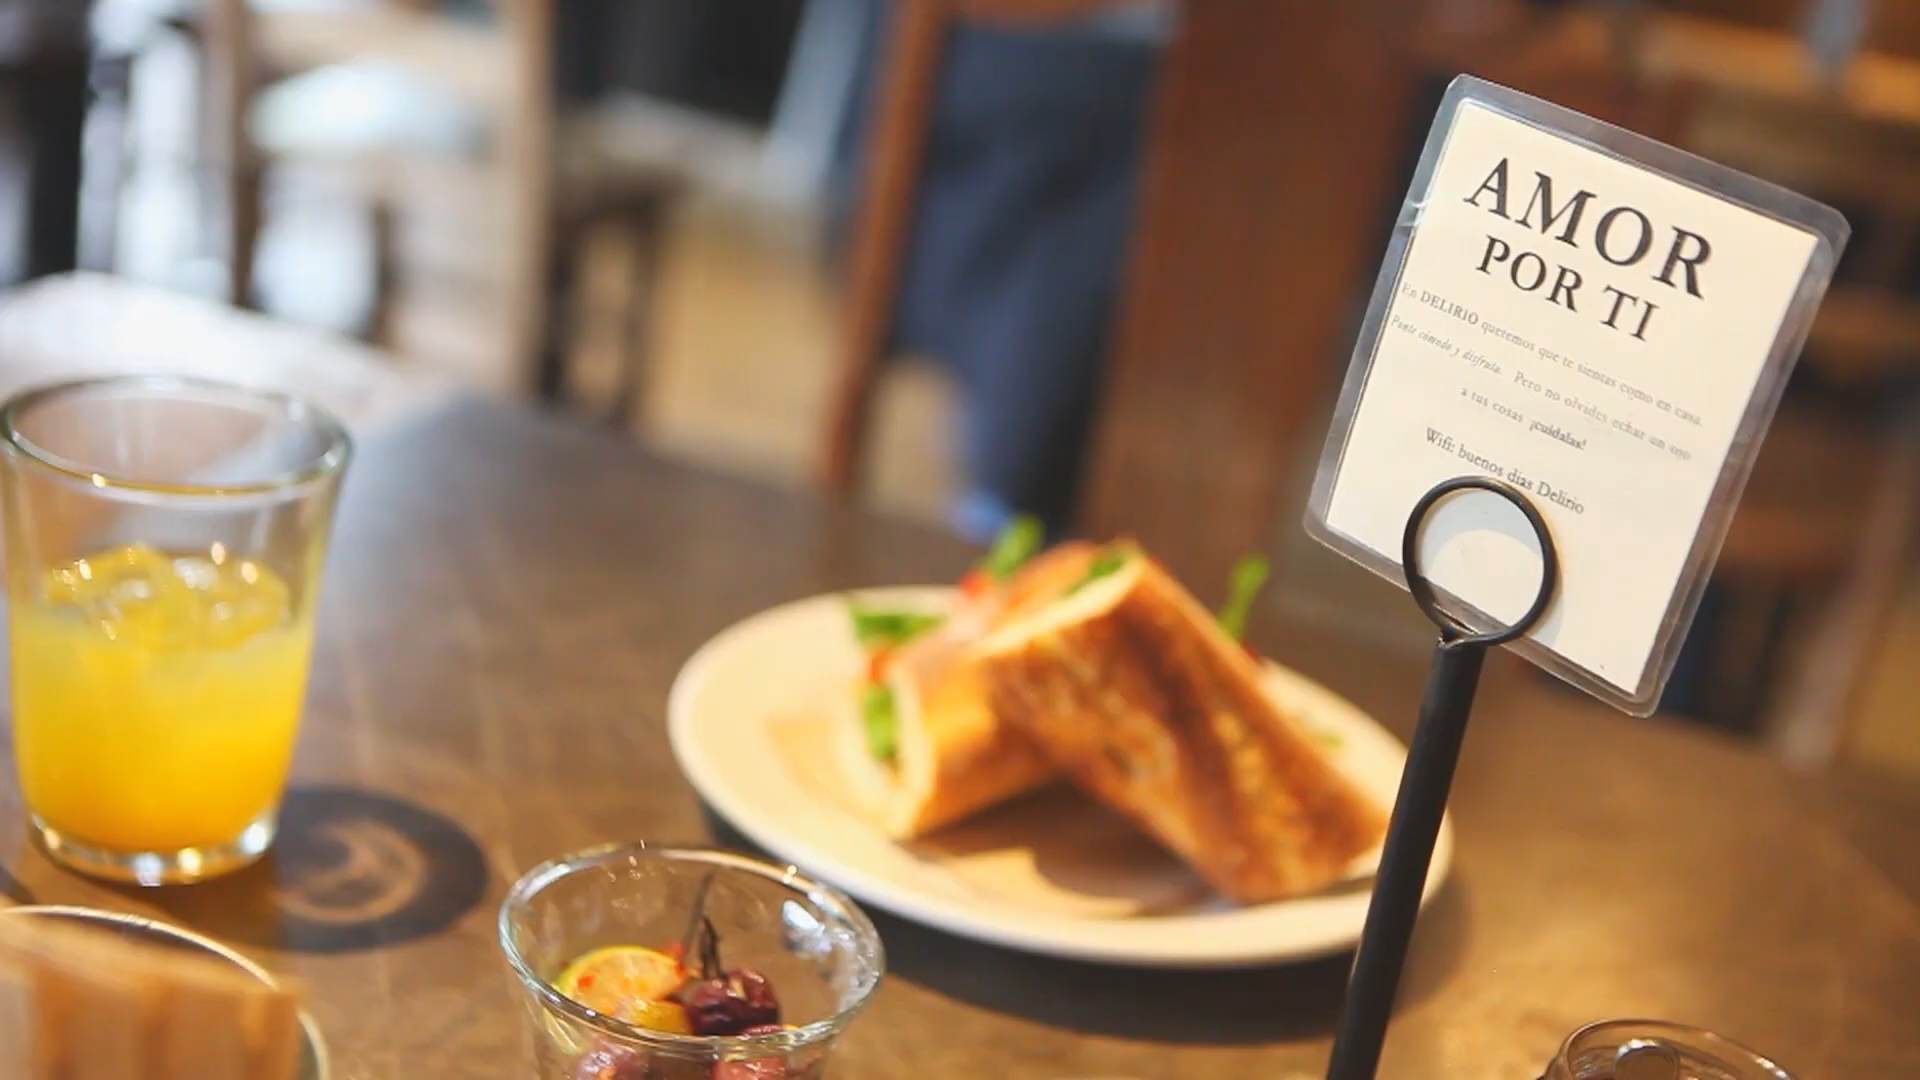 AMOR
POR TI
En DELIRIO queremos que te sientas como en casa.
Ponte cómodo y disfruta. Pero no olvides echar un ojo
a tus cosas ¡cuídalas!
Wifi: buenos días Delirio